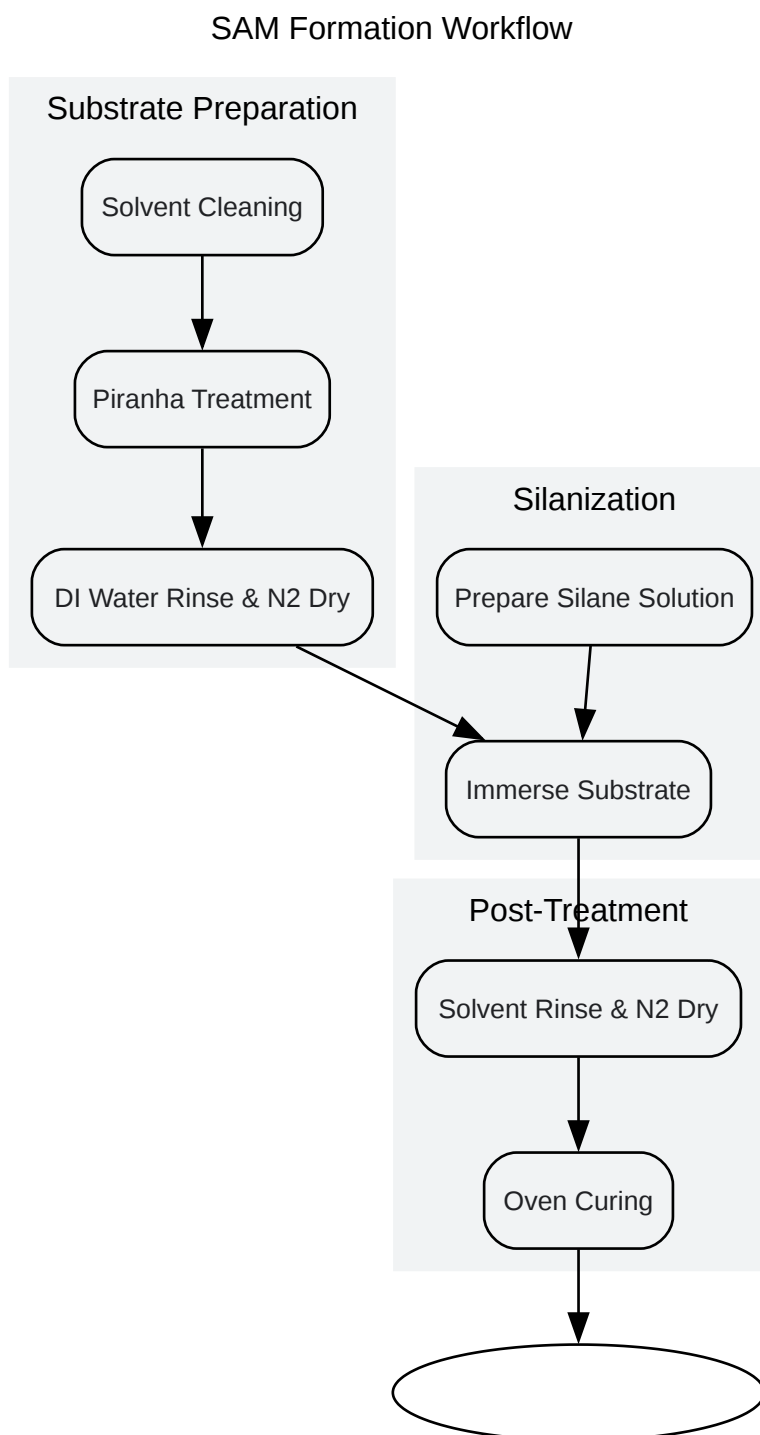 SAM Formation Workflow
Substrate Preparation
Solvent Cleaning
Piranha Treatment
DI Water Rinse & N2 Dry
Silanization
Prepare Silane Solution
Immerse Substrate
Post-Treatment
Solvent Rinse & N2 Dry
Oven Curing